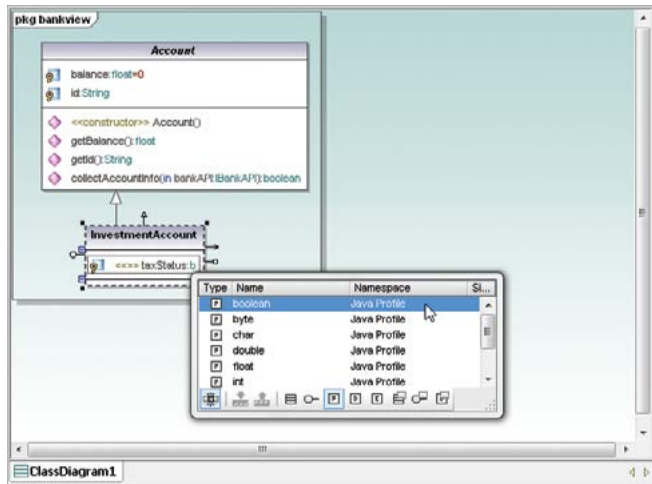 pkg bankview
Account
balance:float=0
id:String
<<constructor>> Account()
getBalance():float
getId():String
collectAccountInfo(in bankAPI:IBankAPI):boolean
InvestmentAccount
<<>> taxStatus:b
Type Name Namespace Si...
P boolean Java Profile
P byte Java Profile
P char Java Profile
P double Java Profile
P float Java Profile
P int Java Profile
ClassDiagram1